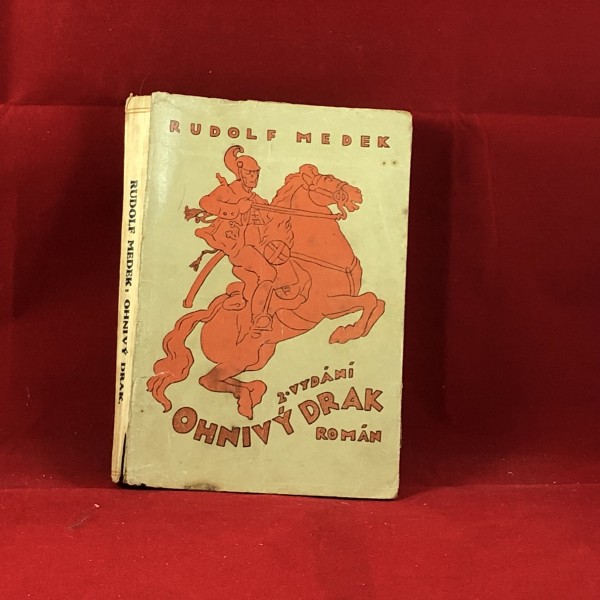 RUDOLF MEDEK
2. VYDÁNÍ
OHNIVÝ DRAK
ROMÁN
RUDOLF MEDEK: OHNIVÝ DRAK.